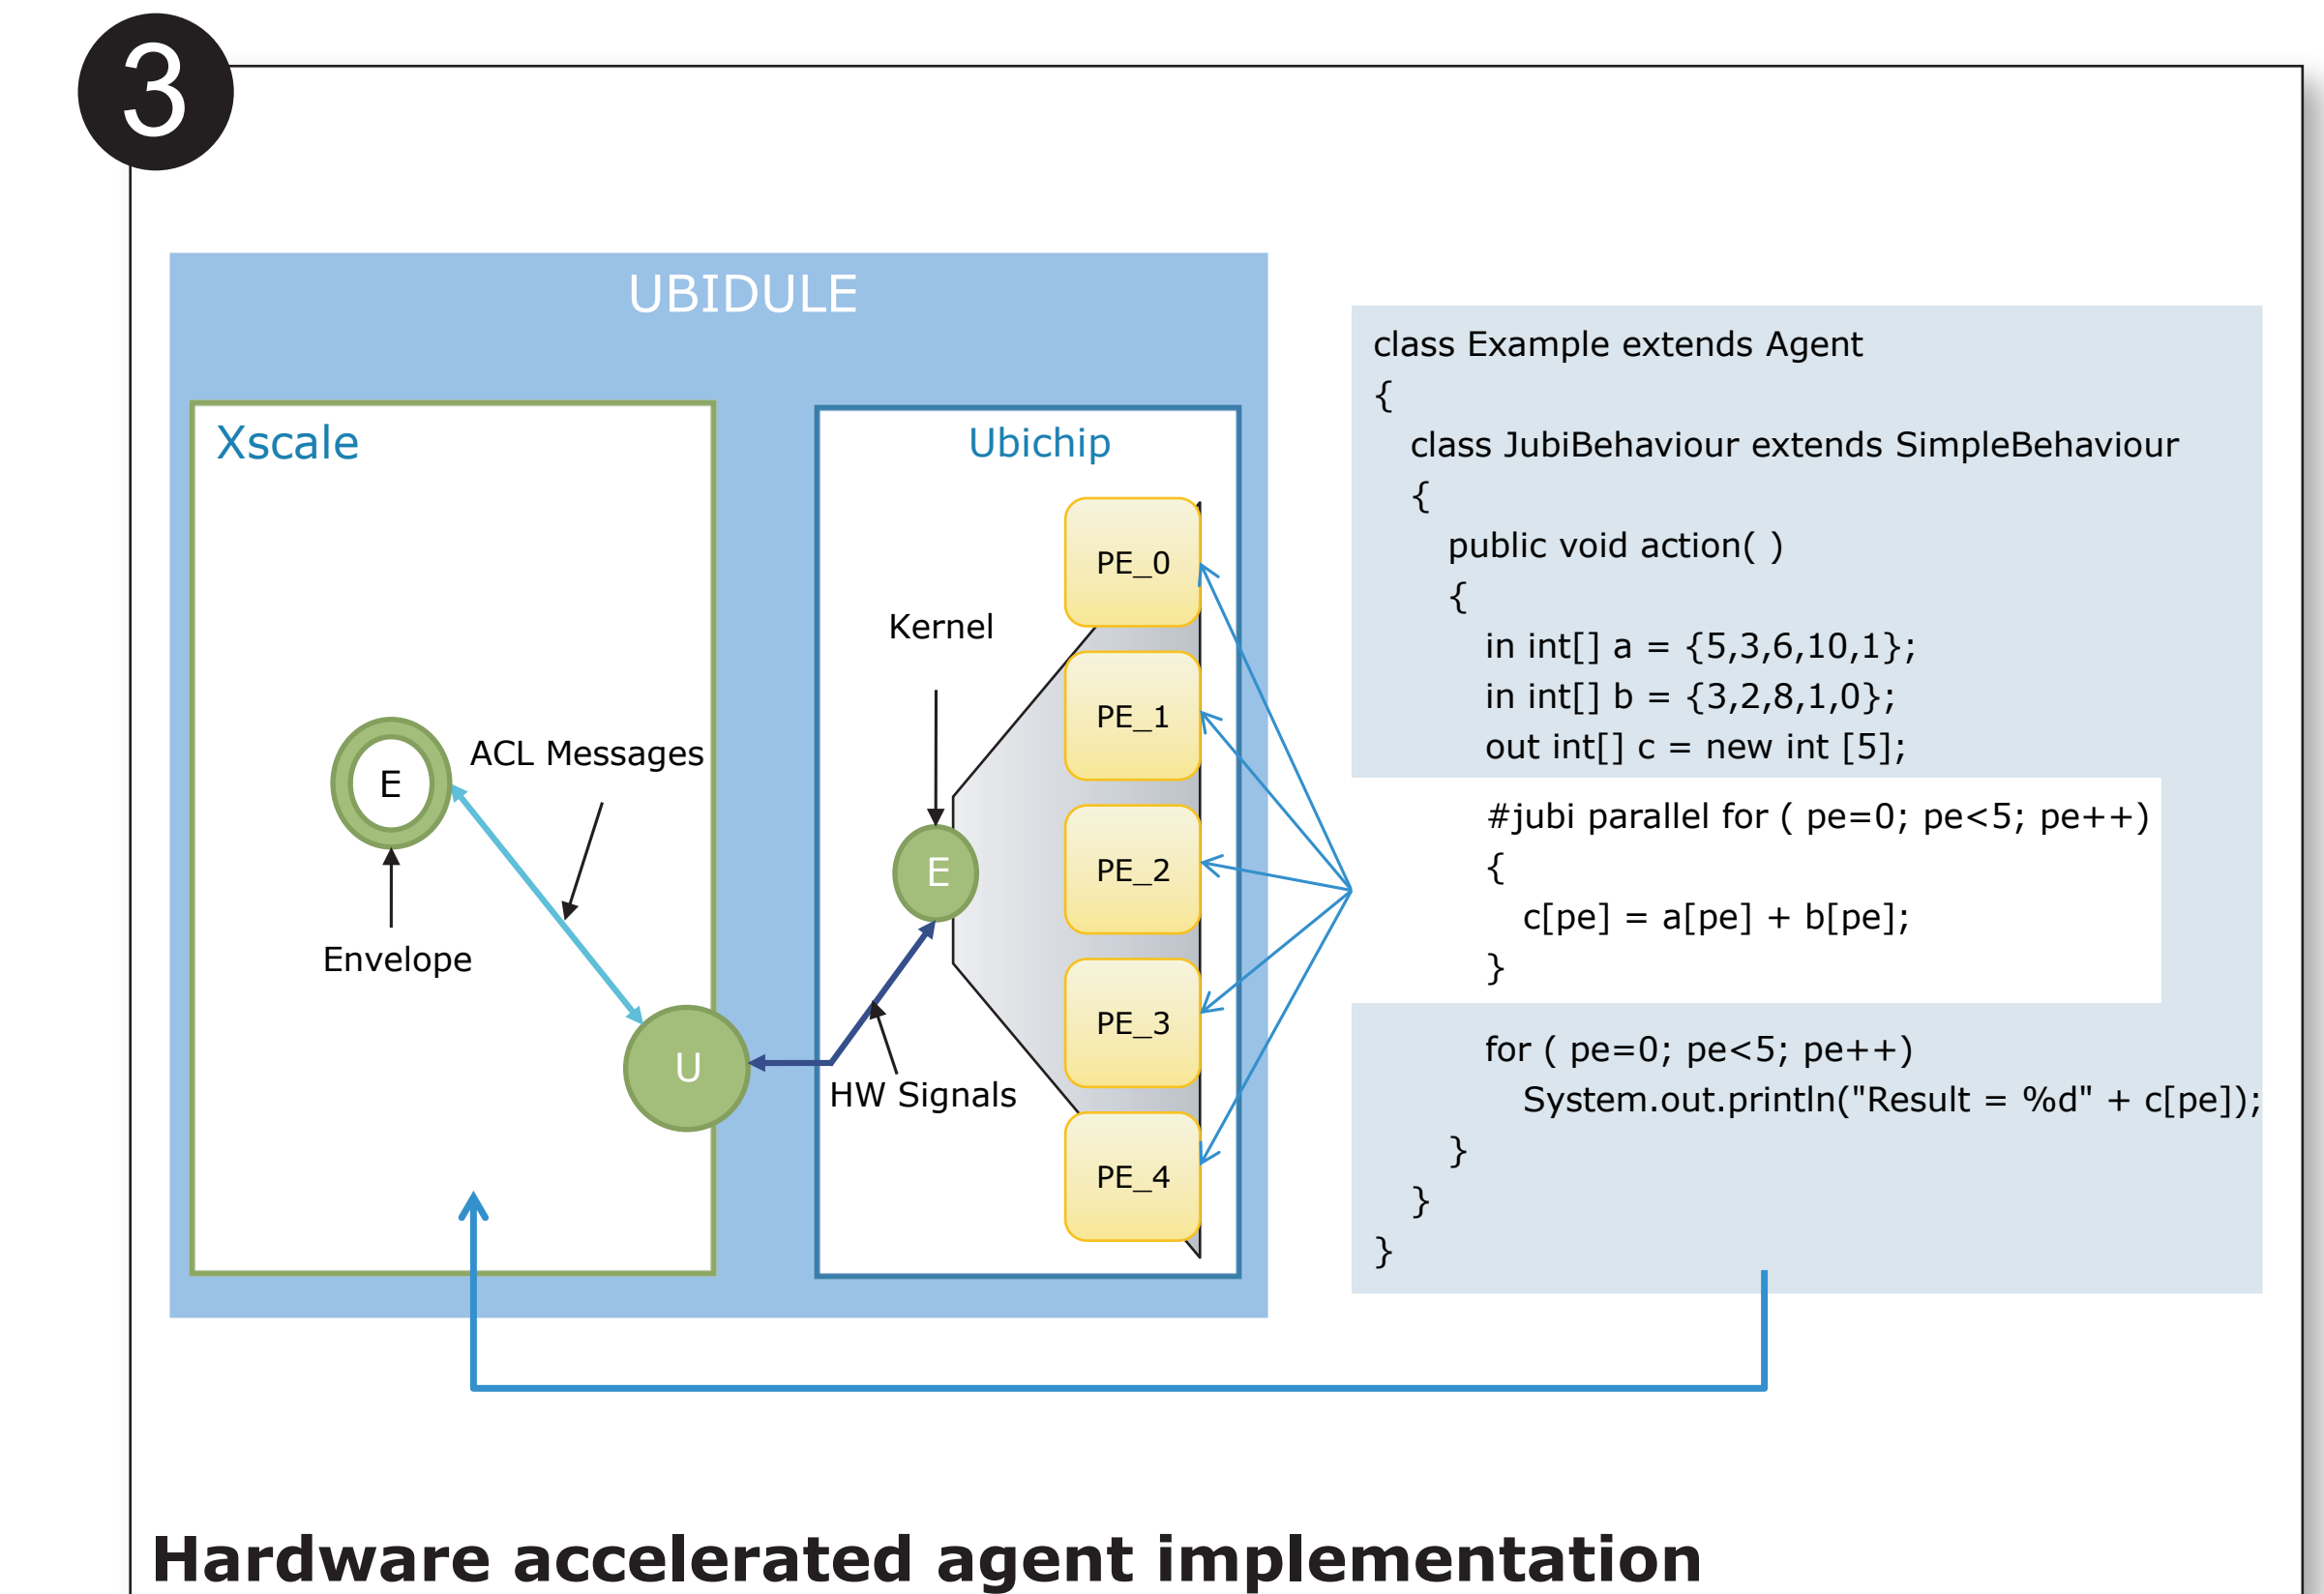 3
UBIDULE
Xscale
Ubichip
PE_0
Kernel
PE_1
ACL Messages
E
PE_2
E
Envelope
PE_3
U
HW Signals
PE_4
class Example extends Agent
{
class JubiBehaviour extends SimpleBehaviour
{
public void action( )
{
in int[] a = {5,3,6,10,1};
in int[] b = {3,2,8,1,0};
out int[] c = new int [5];
#jubi parallel for ( pe=0; pe<5; pe++)
{
c[pe] = a[pe] + b[pe];
}
for ( pe=0; pe<5; pe++)
System.out.println("Result = %d" + c[pe]);
}
}
}
Hardware accelerated agent implementation